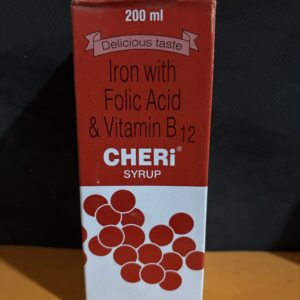 200 ml
Delicious taste
Iron with
Folic Acid
& Vitamin B12
CHERi®
SYRUP